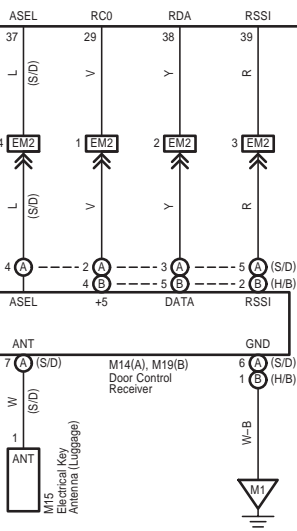 ASEL RC0 RDA RSSI
37 29 38 39
L (S/D) V Y R
4 EM2 1 EM2 2 EM2 3 EM2
L (S/D) V Y R
4 A 2 A 3 A 5 A (S/D)
4 B 5 B 2 B (H/B)
ASEL +5 DATA RSSI
ANT GND
7 A (S/D) M14(A), M19(B) 6 A (S/D)
Door Control 1 B (H/B)
Receiver
W (S/D) W–B
1
ANT
M15
Electrical Key
Antenna (Luggage)
M1